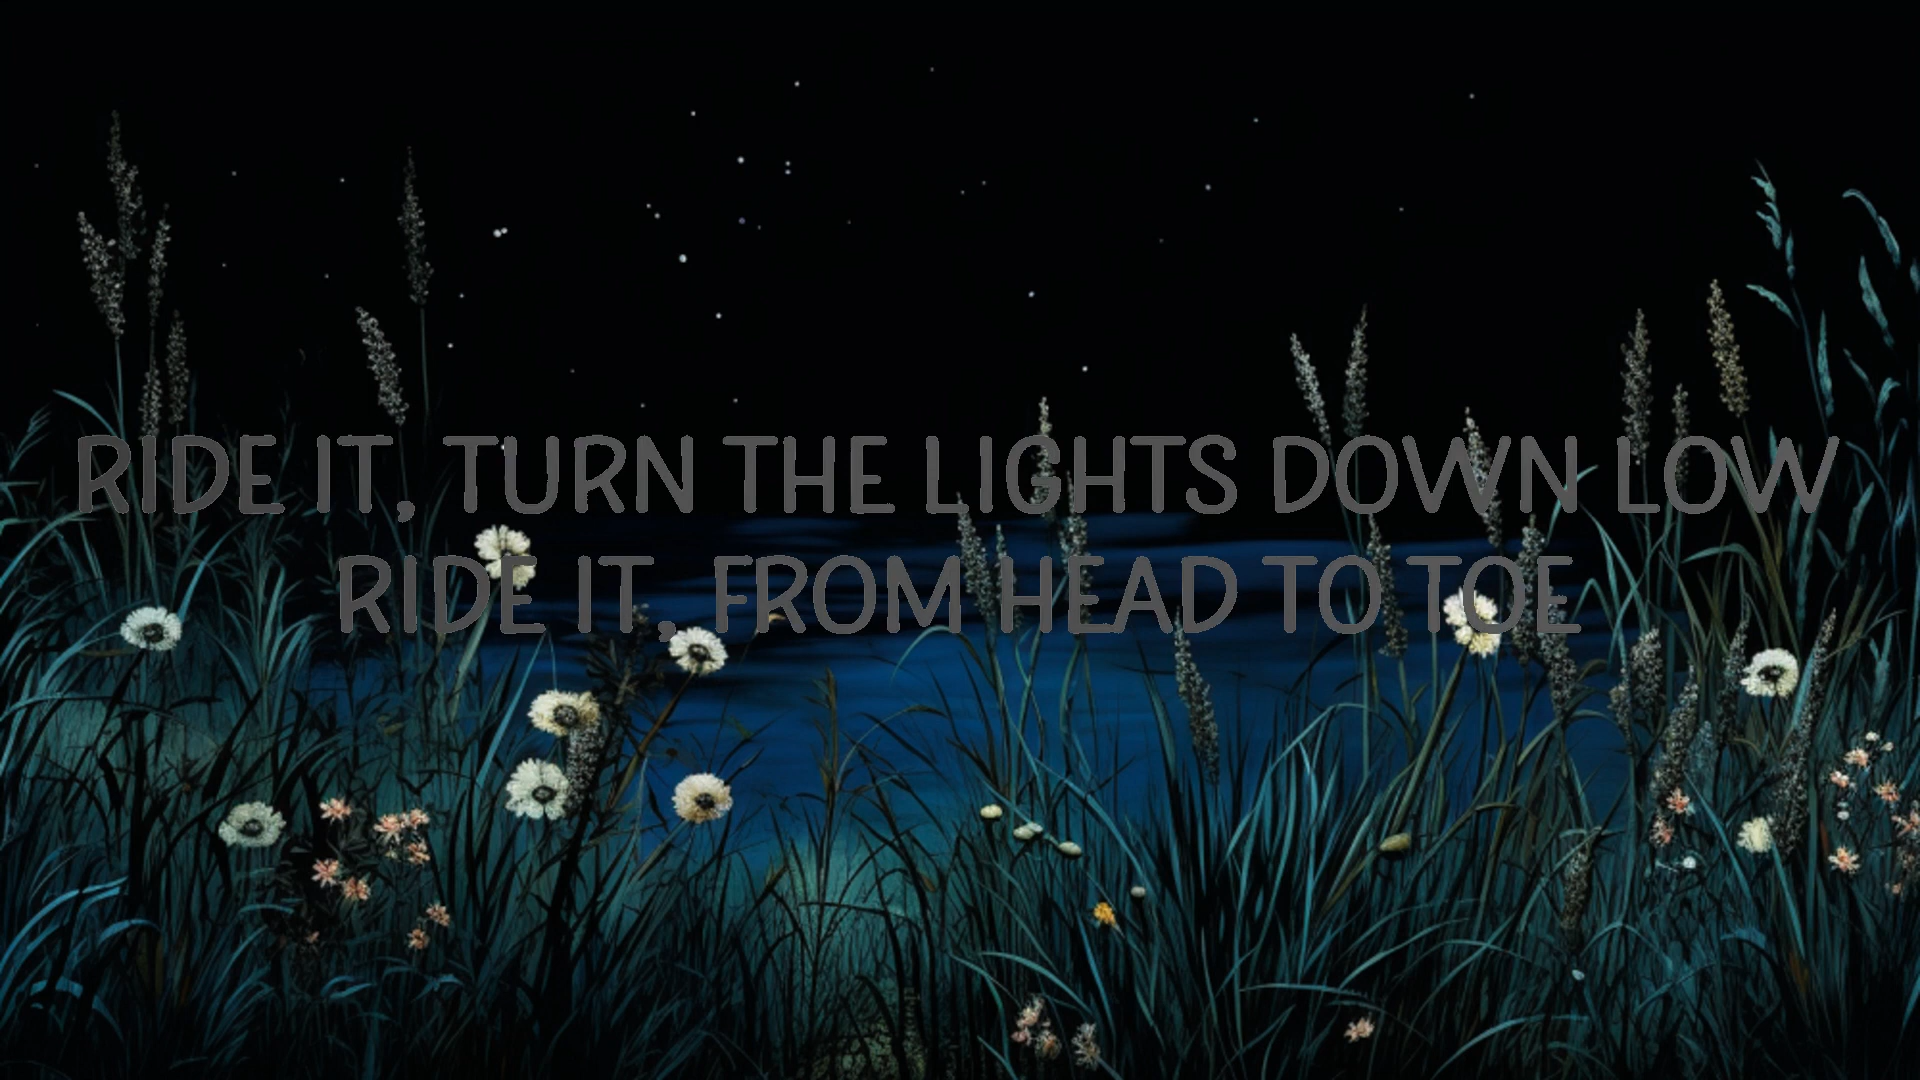 RIDE IT, TURN THE LIGHTS DOWN LOW
RIDE IT, FROM HEAD TO TOE